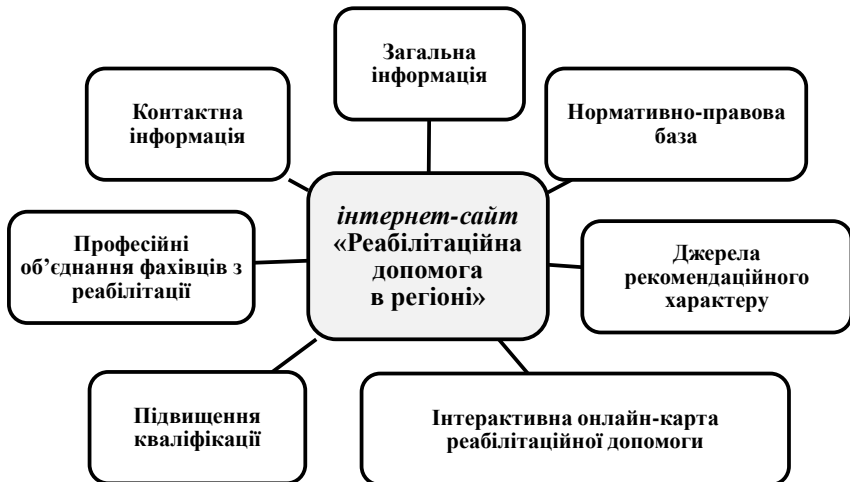 Загальна
інформація
Контактна
інформація
Нормативно-правова
база
інтернет-сайт
«Реабілітаційна
допомога
в регіоні»
Професійні
об’єднання фахівців з
реабілітації
Джерела
рекомендаційного
характеру
Підвищення
кваліфікації
Інтерактивна онлайн-карта
реабілітаційної допомоги